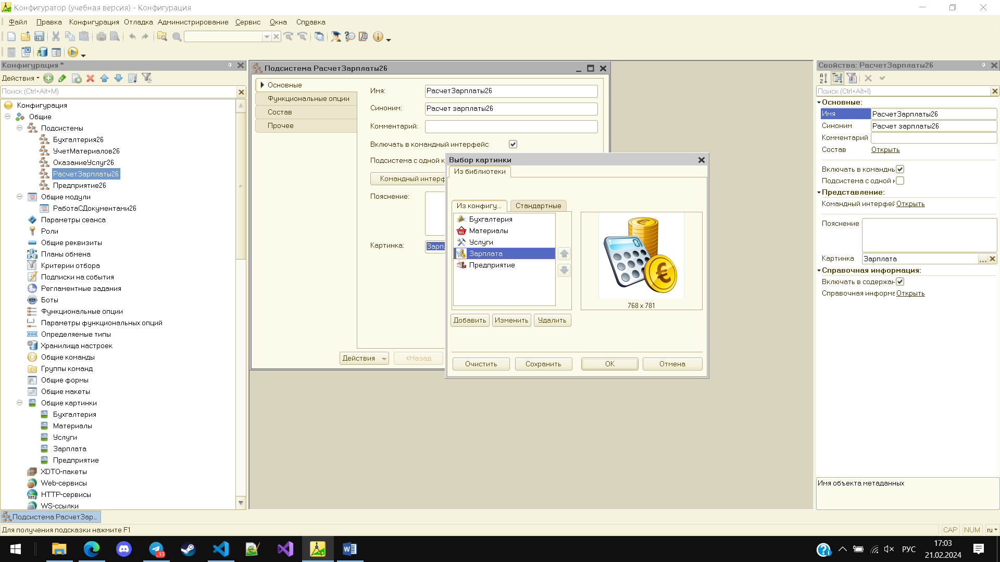 Конфигуратор (учебная версия) - Конфигурация
Файл Правка Конфигурация Отладка Администрирование Сервис Окна Справка
Конфигурация *
Действия
Поиск (Ctrl+Alt+M)
Конфигурация
Общие
Подсистемы
Бухгалтерия26
УчетМатериалов26
ОказаниеУслуг26
РасчетЗарплаты26
Предприятие26
Общие модули
РаботаСДокументами26
Параметры сеанса
Роли
Общие реквизиты
Планы обмена
Критерии отбора
Подписки на события
Регламентные задания
Боты
Функциональные опции
Параметры функциональных опций
Определяемые типы
Хранилища настроек
Общие команды
Группы команд
Общие формы
Общие макеты
Общие картинки
Бухгалтерия
Материалы
Услуги
Зарплата
Предприятие
XDTO-пакеты
Web-сервисы
HTTP-сервисы
WS-ссылки
Подсистема РасчетЗарплаты26
Основные
Функциональные опции
Состав
Прочее
Имя: РасчетЗарплаты26
Синоним: Расчет зарплаты26
Комментарий:
Включать в командный интерфейс
Подсистема с одной к
Командный интерф
Пояснение:
Картинка: Зарп
Действия <Назад
Выбор картинки
Из библиотеки
Из конфигу... Стандартные
Бухгалтерия
Материалы
Услуги
Зарплата
Предприятие
768 x 781
Добавить Изменить Удалить
Очистить Сохранить OK Отмена
Свойства: РасчетЗарплаты26
Поиск (Ctrl+Alt+I)
Основные:
Имя РасчетЗарплаты26
Синоним Расчет зарплаты26
Комментарий
Состав Открыть
Включать в командны
Подсистема с одной к
Представление:
Командный интерфей Открыть
Пояснение
Картинка Зарплата ...
Справочная информация:
Включать в содержан
Справочная информа Открыть
Имя объекта метаданных
Подсистема РасчетЗар...
Для получения подсказки нажмите F1
CAP NUM ru
.93
РУС
17:03
21.02.2024